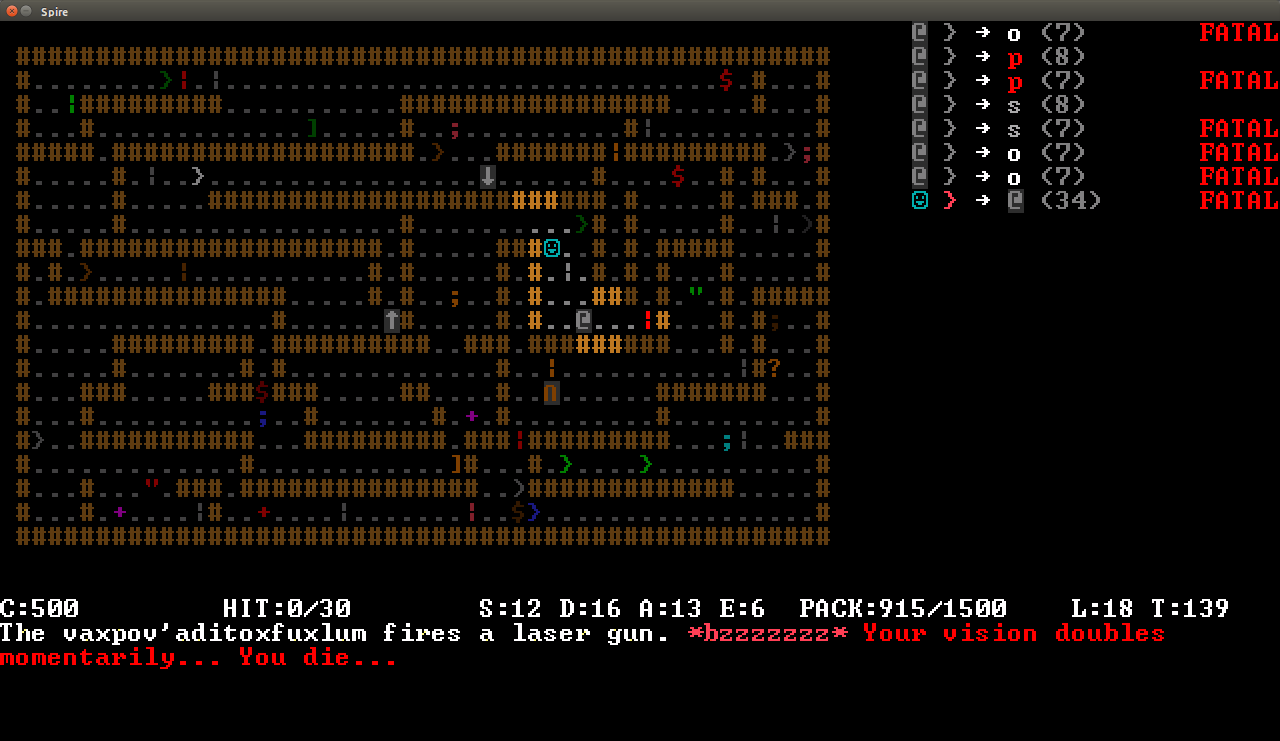 Spire
@ } → o (7) FATAL
@ } → p (8)
@ } → p (7) FATAL
@ } → s (8)
@ } → s (7) FATAL
@ } → o (7) FATAL
@ } → o (7) FATAL
☺ } → @ (34) FATAL
C:500 HIT:0/30 S:12 D:16 A:13 E:6 PACK:915/1500 L:18 T:139
The vaxpov'aditoxfuxlum fires a laser gun. *bzzzzzzz* Your vision doubles
momentarily... You die...